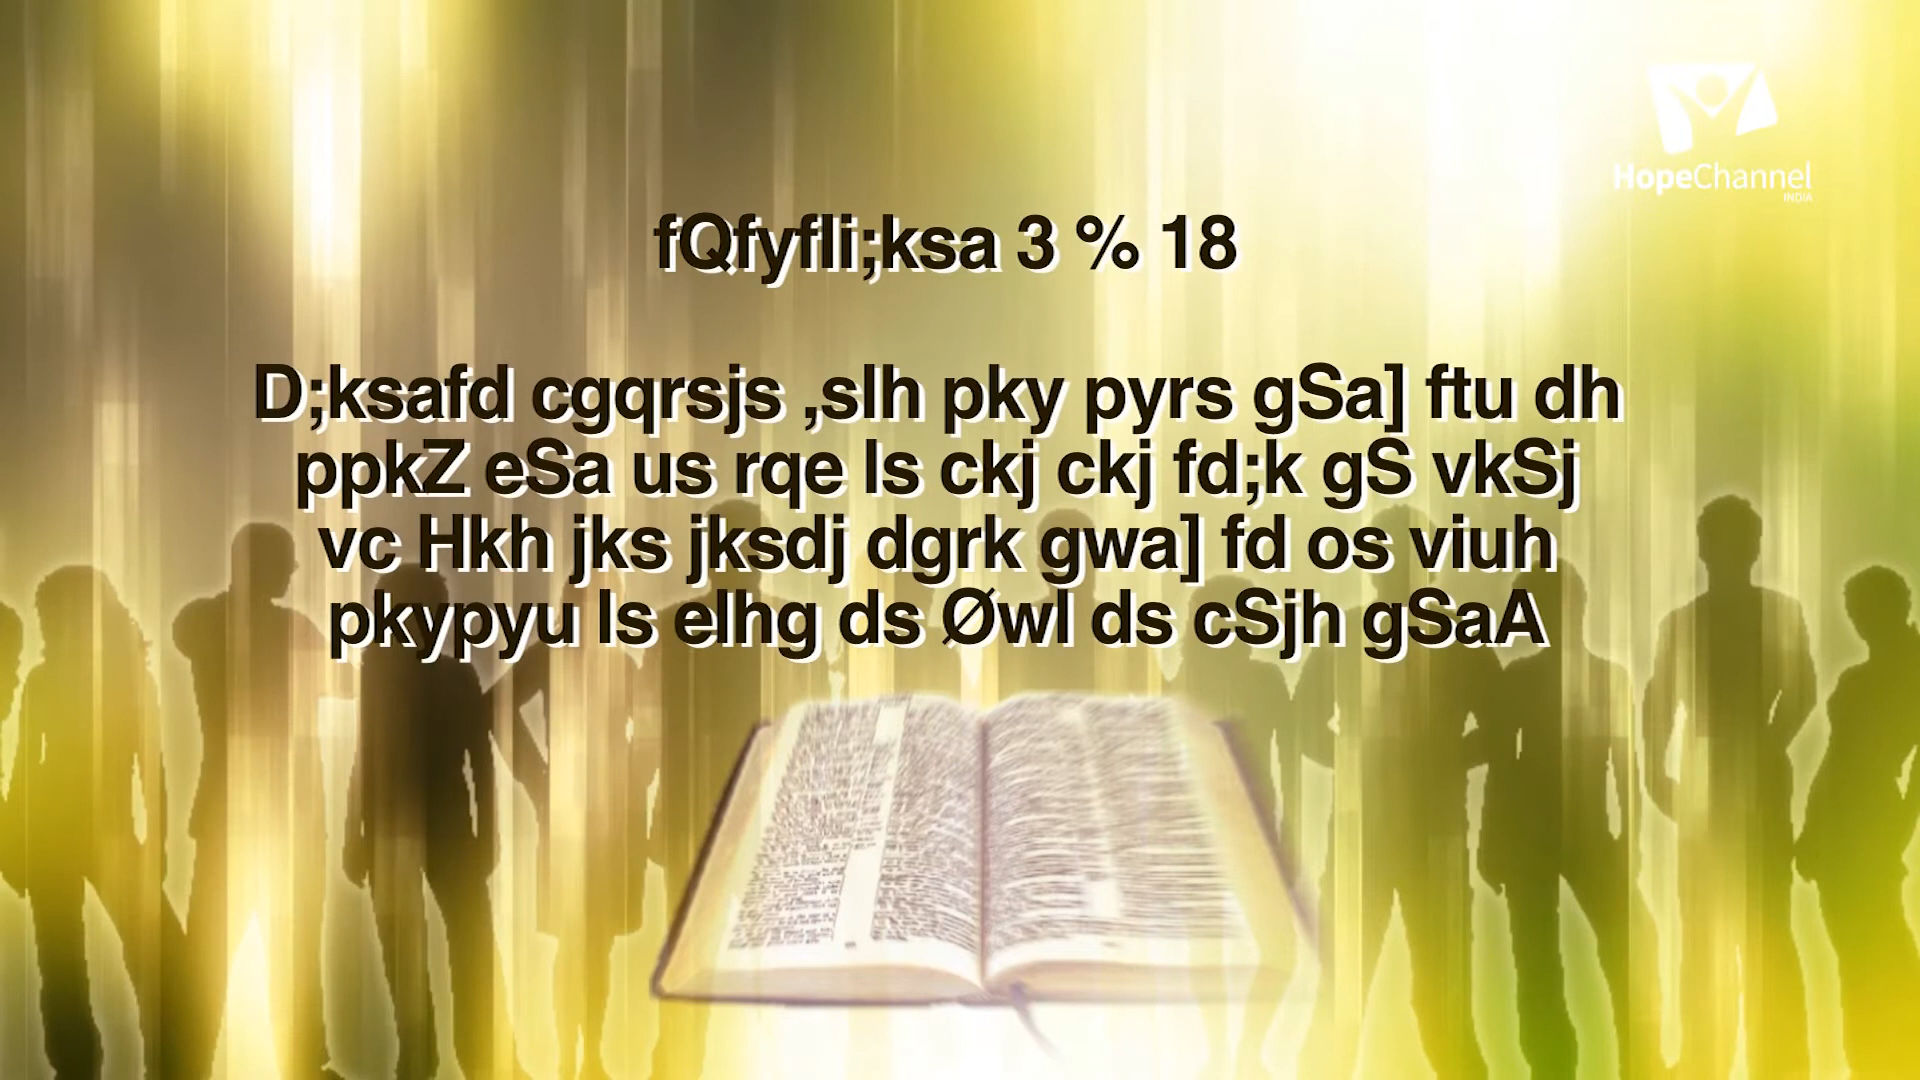 HopeChannel
INDIA
fQfyfIi;ksa 3 % 18
D;ksafd cgqrsjs ,slh pky pyrs gSa] ftu dh
ppkZ eSa us rqe ls ckj ckj fd;k gS vkSj
vc Hkh jks jksdj dgrk gwa] fd os viuh
pkypyu ls elhg ds Øwl ds cSjh gSaA